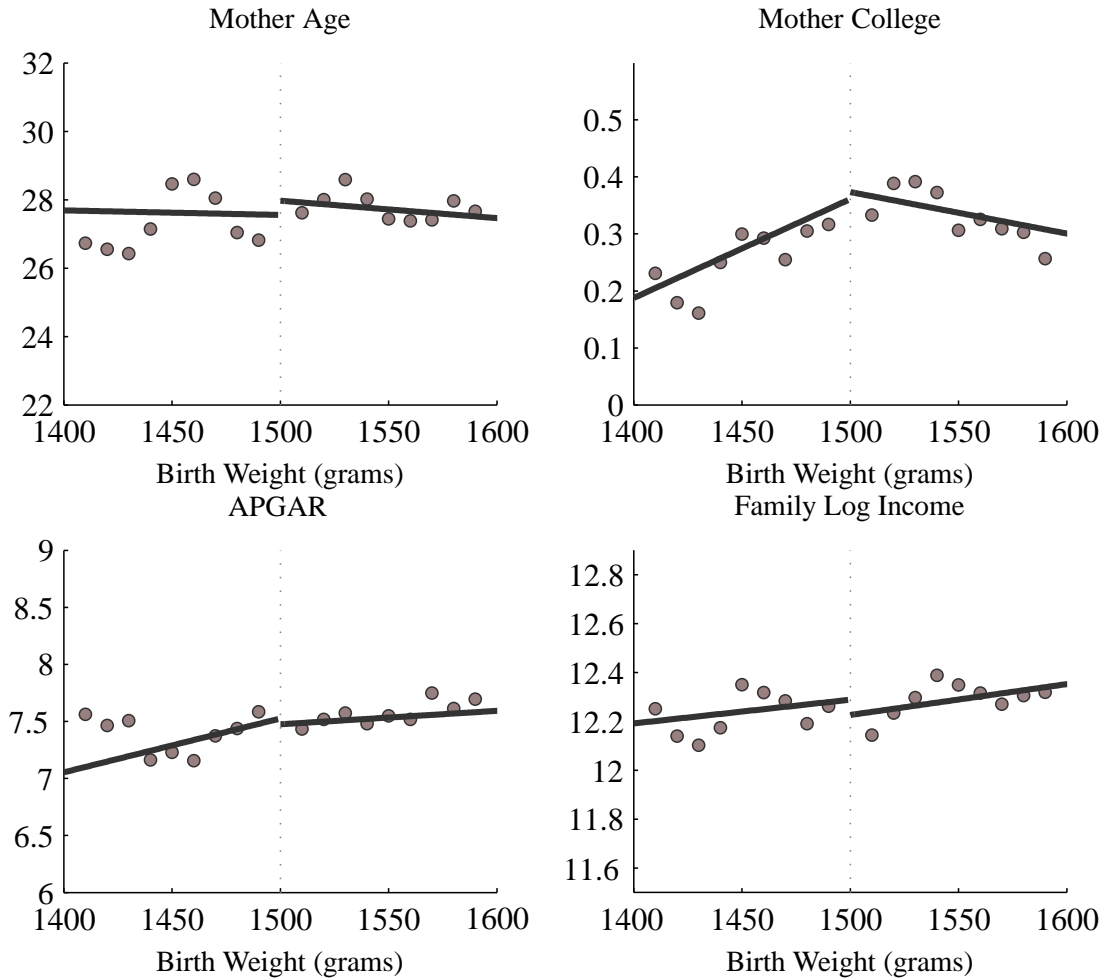 Mother Age
32
30
28
26
24
22
1400 1450 1500 1550 1600
Birth Weight (grams)
Mother College
0.5
0.4
0.3
0.2
0.1
0
1400 1450 1500 1550 1600
Birth Weight (grams)
APGAR
9
8.5
8
7.5
7
6.5
6
1400 1450 1500 1550 1600
Birth Weight (grams)
Family Log Income
12.8
12.6
12.4
12.2
12
11.8
11.6
1400 1450 1500 1550 1600
Birth Weight (grams)